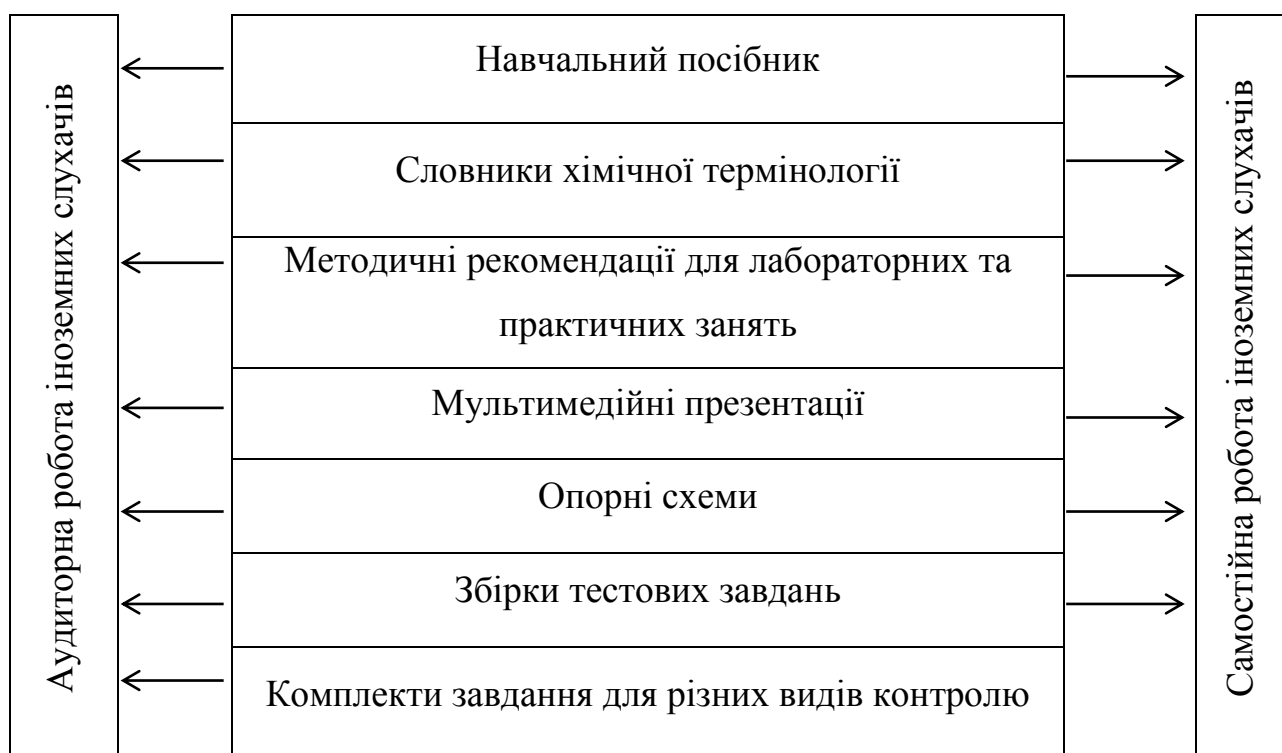 Аудиторна робота іноземних слухачів
Навчальний посібник
Словники хімічної термінології
Методичні рекомендації для лабораторних та
практичних занять
Мультимедійні презентації
Опорні схеми
Збірки тестових завдань
Комплекти завдання для різних видів контролю
Самостійна робота іноземних слухачів